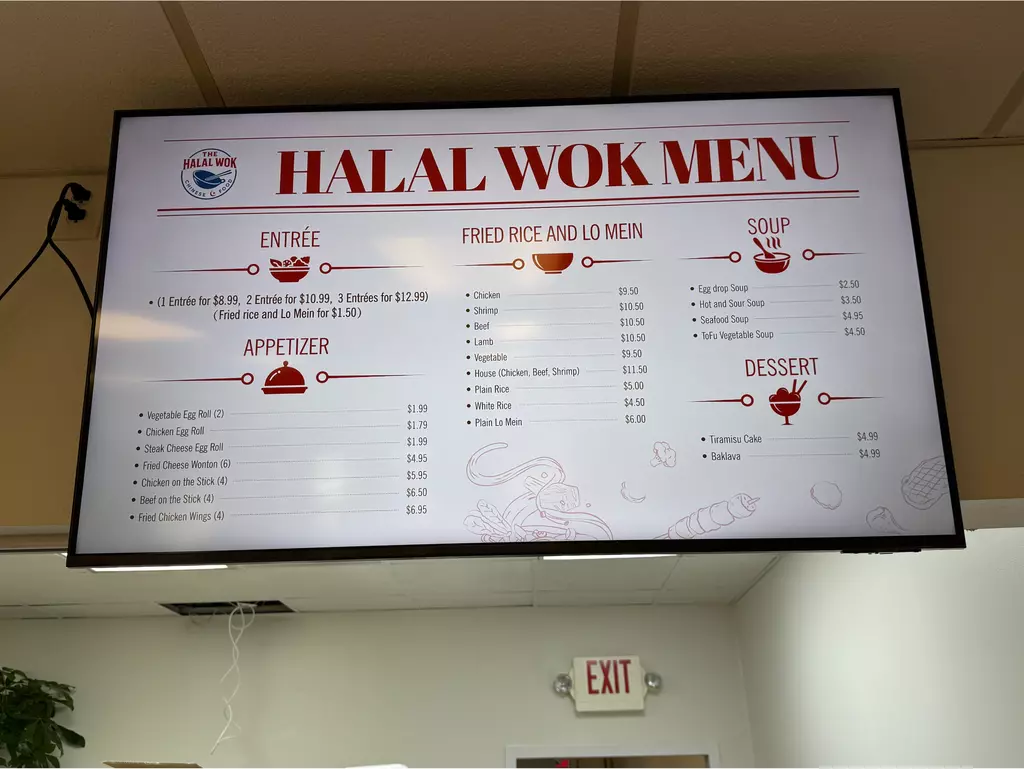 THE
HALAL WOK
CHINESE FOOD
HALAL WOK MENU
ENTRÉE
• (1 Entrée for $8.99, 2 Entrée for $10.99, 3 Entrées for $12.99)
(Fried rice and Lo Mein for $1.50)
APPETIZER
• Vegetable Egg Roll (2) $1.99
• Chicken Egg Roll $1.79
• Steak Cheese Egg Roll $1.99
• Fried Cheese Wonton (6) $4.95
• Chicken on the Stick (4) $5.95
• Beef on the Stick (4) $6.50
• Fried Chicken Wings (4) $6.95
FRIED RICE AND LO MEIN
• Chicken $9.50
• Shrimp $10.50
• Beef $10.50
• Lamb $10.50
• Vegetable $9.50
• House (Chicken, Beef, Shrimp) $11.50
• Plain Rice $5.00
• White Rice $4.50
• Plain Lo Mein $6.00
SOUP
• Egg drop Soup $2.50
• Hot and Sour Soup $3.50
• Seafood Soup $4.95
• ToFu Vegetable Soup $4.50
DESSERT
• Tiramisu Cake $4.99
• Baklava $4.99
EXIT